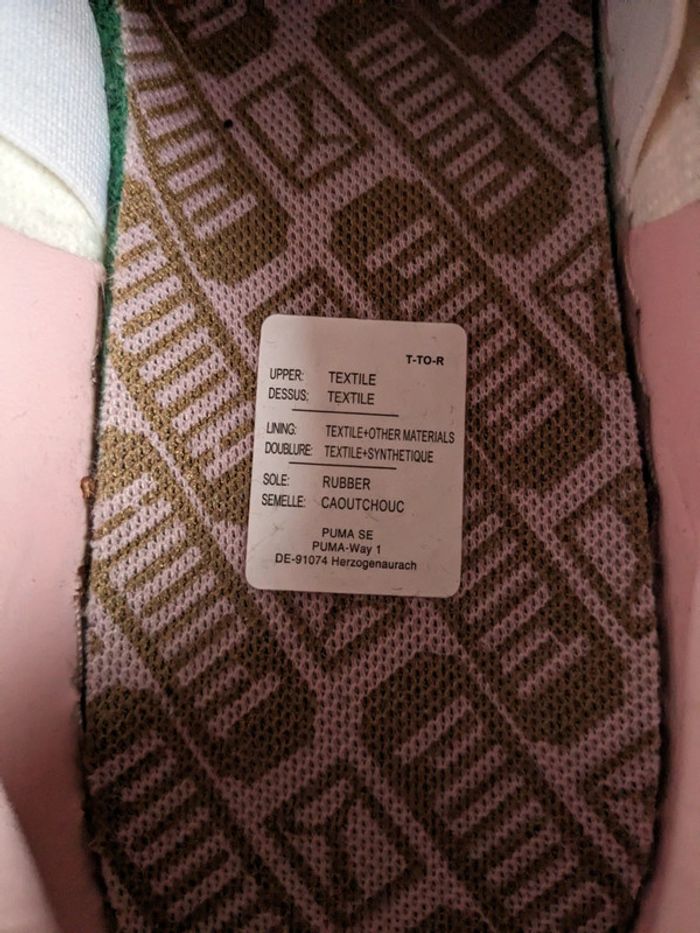 T-TO-R
UPPER: TEXTILE
DESSUS: TEXTILE
LINING: TEXTILE+OTHER MATERIALS
DOUBLURE: TEXTILE+SYNTHETIQUE
SOLE: RUBBER
SEMELLE: CAOUTCHOUC
PUMA SE
PUMA-Way 1
DE-91074 Herzogenaurach